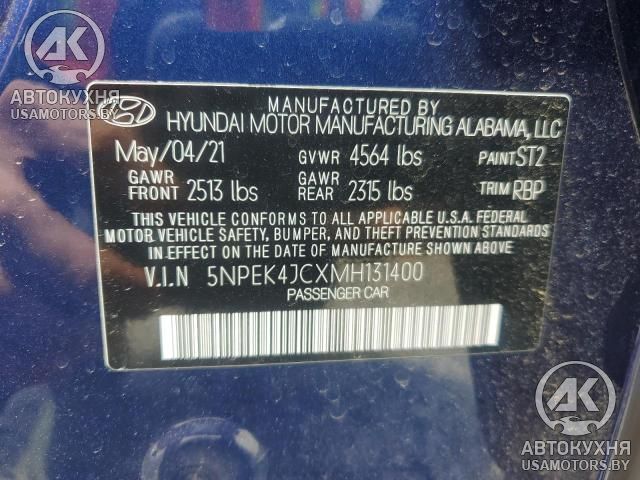 АК
АВТОКУХНЯ
USAMOTORS.BY
MANUFACTURED BY
HYUNDAI MOTOR MANUFACTURING ALABAMA, LLC
May/04/21 GVWR 4564 lbs PAINT ST2
GAWR FRONT 2513 lbs GAWR REAR 2315 lbs TRIM RBP
THIS VEHICLE CONFORMS TO ALL APPLICABLE U.S.A. FEDERAL
MOTOR VEHICLE SAFETY, BUMPER, AND THEFT PREVENTION STANDARDS
IN EFFECT ON THE DATE OF MANUFACTURE SHOWN ABOVE.
V.I.N 5NPEK4JCXMH131400
PASSENGER CAR
АК
АВТОКУХНЯ
USAMOTORS.BY